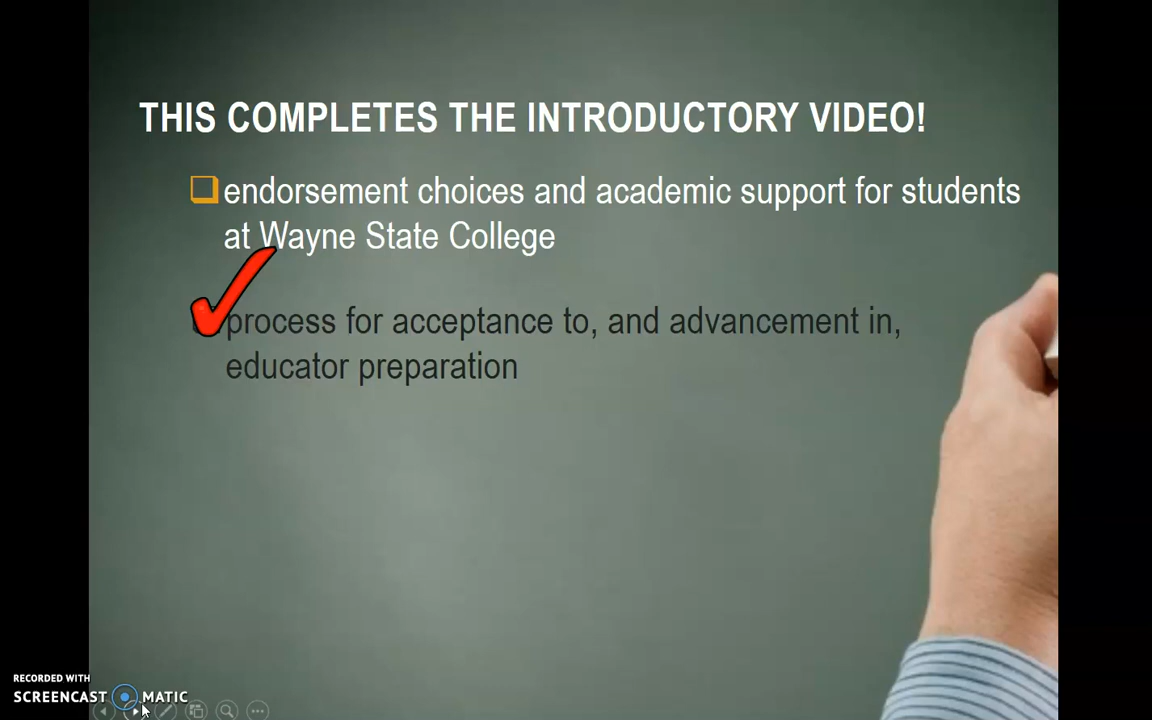 THIS COMPLETES THE INTRODUCTORY VIDEO!
endorsement choices and academic support for students
at Wayne State College
process for acceptance to, and advancement in,
educator preparation
RECORDED WITH
SCREENCAST MATIC